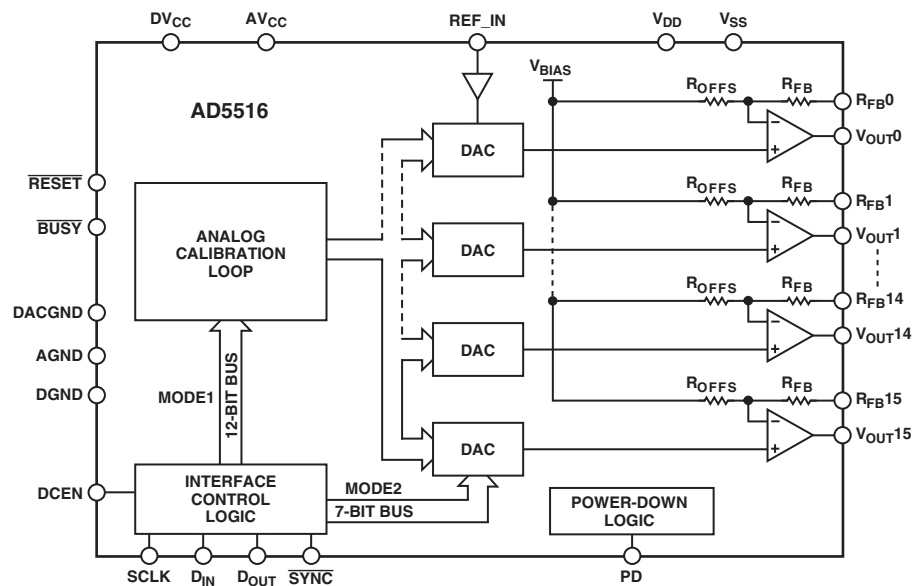 DVCC AVCC REF_IN VDD VSS
VBIAS
AD5516
ROFFS RFB RFB0
DAC
VOUT0
RESET
ROFFS RFB RFB1
BUSY
ANALOG
CALIBRATION
LOOP
DAC
VOUT1
ROFFS RFB RFB14
DACGND
DAC
VOUT14
AGND
MODE1
12-BIT BUS
DGND
ROFFS RFB RFB15
DAC
VOUT15
DCEN
INTERFACE
CONTROL
LOGIC
MODE2
7-BIT BUS
POWER-DOWN
LOGIC
SCLK DIN DOUT SYNC PD